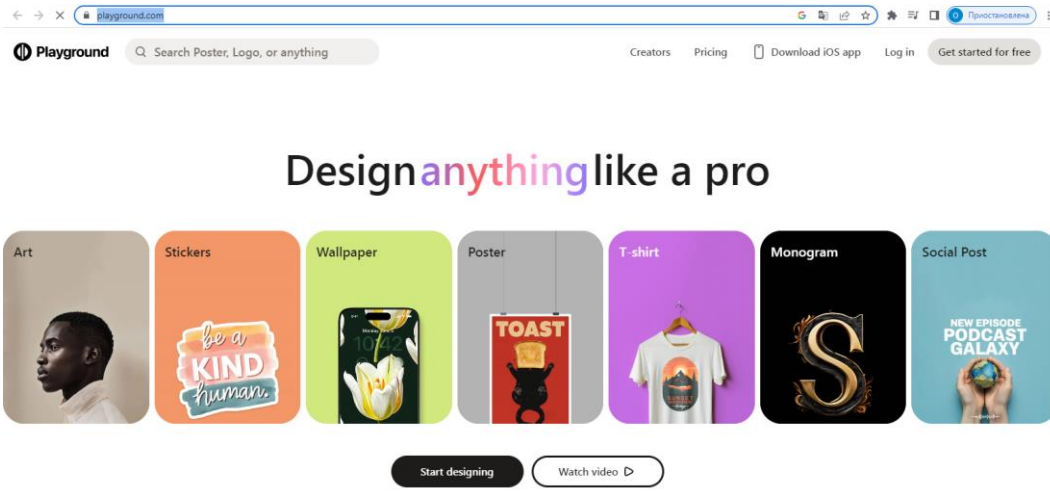 playground.com
Приостановлена
Playground
Search Poster, Logo, or anything
Creators
Pricing
Download iOS app
Log in
Get started for free
Design anything like a pro
Art
Stickers
Wallpaper
Poster
T-shirt
Monogram
Social Post
be a
KIND
human.
10:42
TOAST
SUNSET
S
NEW EPISODE
PODCAST
GALAXY
Start designing
Watch video